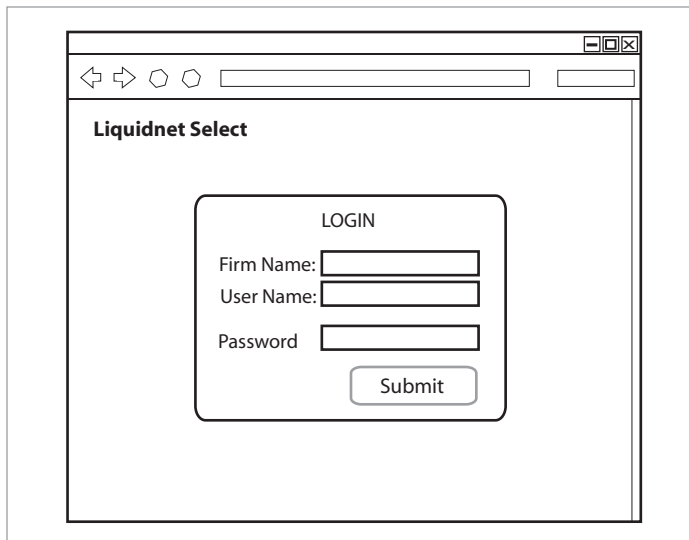 Liquidnet Select
LOGIN
Firm Name:
User Name:
Password
Submit